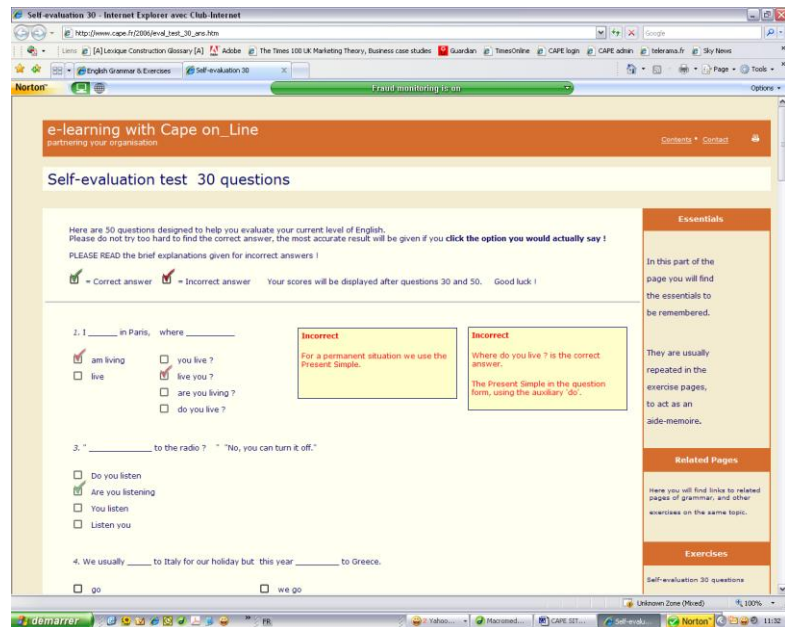 Self-evaluation 30 - Internet Explorer avec Club-Internet
http://www.cape.fr/2006/eval_test_30_ans.htm
Google
Liens [A] Lexique Construction Glossary [A] Adobe The Times 100 UK Marketing Theory, Business case studies Guardian TimesOnline CAPE login CAPE admin telerama.fr Sky News
English Grammar & Exercises Self-evaluation 30 X Page Tools
Norton Fraud monitoring is on Options
e-learning with Cape on_Line
partnering your organisation
Contents * Contact
Self-evaluation test 30 questions
Here are 50 questions designed to help you evaluate your current level of English.
Please do not try too hard to find the correct answer, the most accurate result will be given if you click the option you would actually say !
PLEASE READ the brief explanations given for incorrect answers !
= Correct answer = Incorrect answer Your scores will be displayed after questions 30 and 50. Good luck !
1. I ______ in Paris, where __________
am living you live ?
live live you ?
are you living ?
do you live ?
Incorrect
For a permanent situation we use the
Present Simple.
Incorrect
Where do you live ? is the correct
answer.
The Present Simple in the question
form, using the auxiliary 'do'.
3. " ______________ to the radio ? " "No, you can turn it off."
Do you listen
Are you listening
You listen
Listen you
4. We usually _____ to Italy for our holiday but this year _________ to Greece.
go we go
Essentials
In this part of the
page you will find
the essentials to
be remembered.
They are usually
repeated in the
exercise pages,
to act as an
aide-memoire.
Related Pages
Here you will find links to related
pages of grammar, and other
exercises on the same topic.
Exercises
Self-evaluation 30 questions
Unknown Zone (Mixed) 100%
démarrer FR 2 Yahoo... Macromed... CAPE SIT... Self-evalu... Norton 11:32